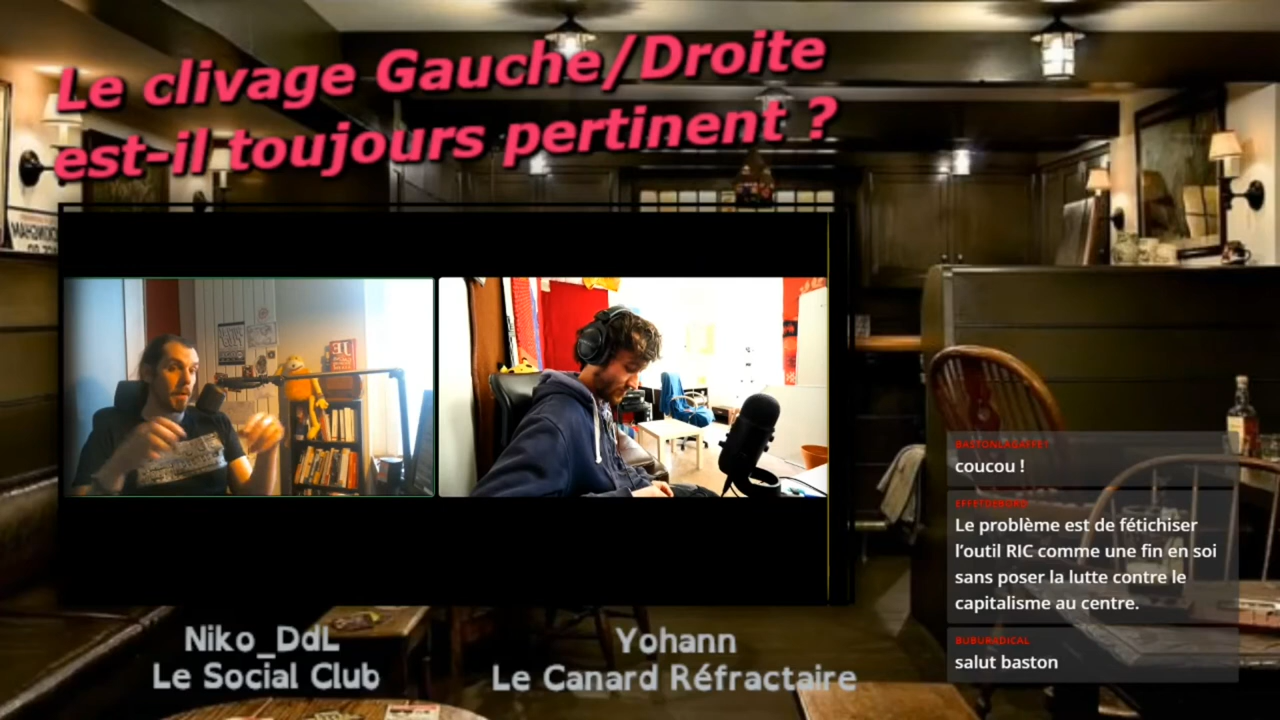 Le clivage Gauche/Droite
est-il toujours pertinent ?
Niko_DdL
Le Social Club
Yohann
Le Canard Réfractaire
coucou !
EFFETDEBORD
Le problème est de fétichiser
l’outil RIC comme une fin en soi
sans poser la lutte contre le
capitalisme au centre.
BUBURADICAL
salut baston